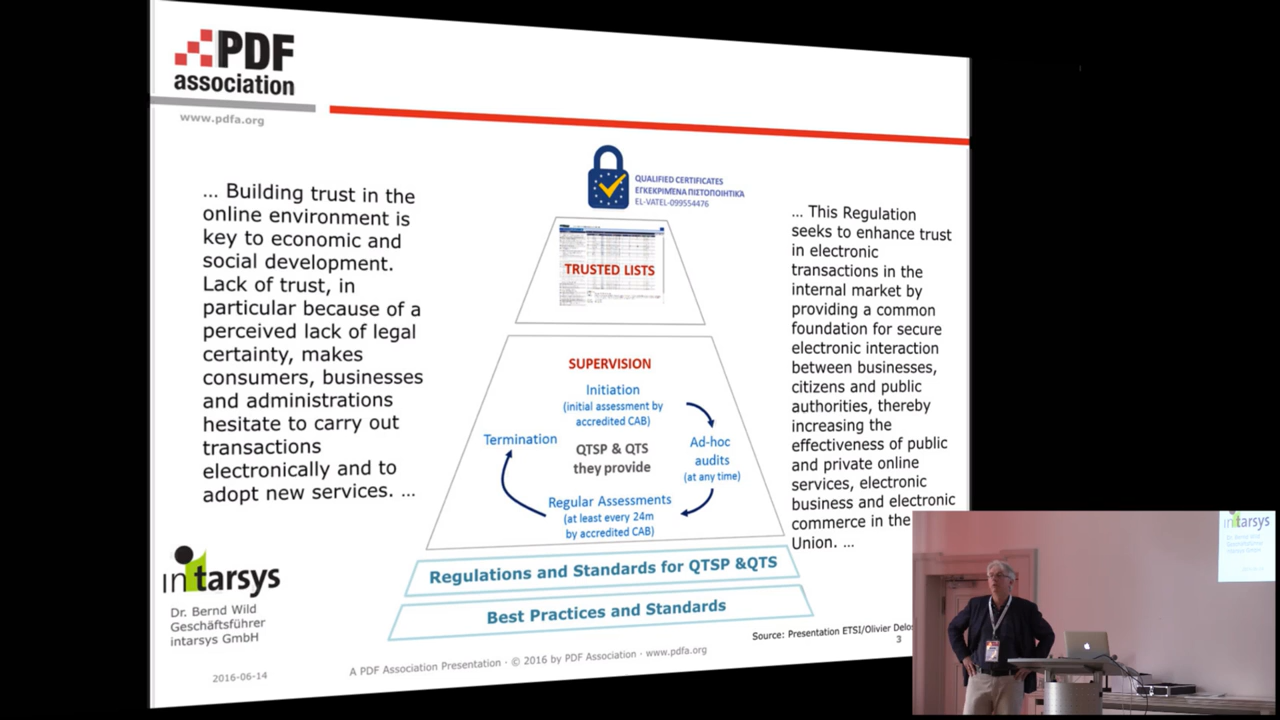 PDF
association
www.pdfa.org
... Building trust in the
online environment is
key to economic and
social development.
Lack of trust, in
particular because of a
perceived lack of legal
certainty, makes
consumers, businesses
and administrations
hesitate to carry out
transactions
electronically and to
adopt new services. ...
QUALIFIED CERTIFICATES
ΕΓΚΕΚΡΙΜΕΝΑ ΠΙΣΤΟΠΟΙΗΤΙΚΑ
EL-VATEL-099554476
TRUSTED LISTS
SUPERVISION
Initiation
(initial assessment by
accredited CAB)
Termination
QTSP & QTS
they provide
Ad-hoc
audits
(at any time)
Regular Assessments
(at least every 24m
by accredited CAB)
Regulations and Standards for QTSP &QTS
Best Practices and Standards
... This Regulation
seeks to enhance trust
in electronic
transactions in the
internal market by
providing a common
foundation for secure
electronic interaction
between businesses,
citizens and public
authorities, thereby
increasing the
effectiveness of public
and private online
services, electronic
business and electronic
commerce in the
Union. ...
intarsys
Dr. Bernd Wild
Geschäftsführer
intarsys GmbH
2016-06-14
A PDF Association Presentation · © 2016 by PDF Association · www.pdfa.org
Source: Presentation ETSI/Olivier
3
intarsys
Dr. Bernd Wild